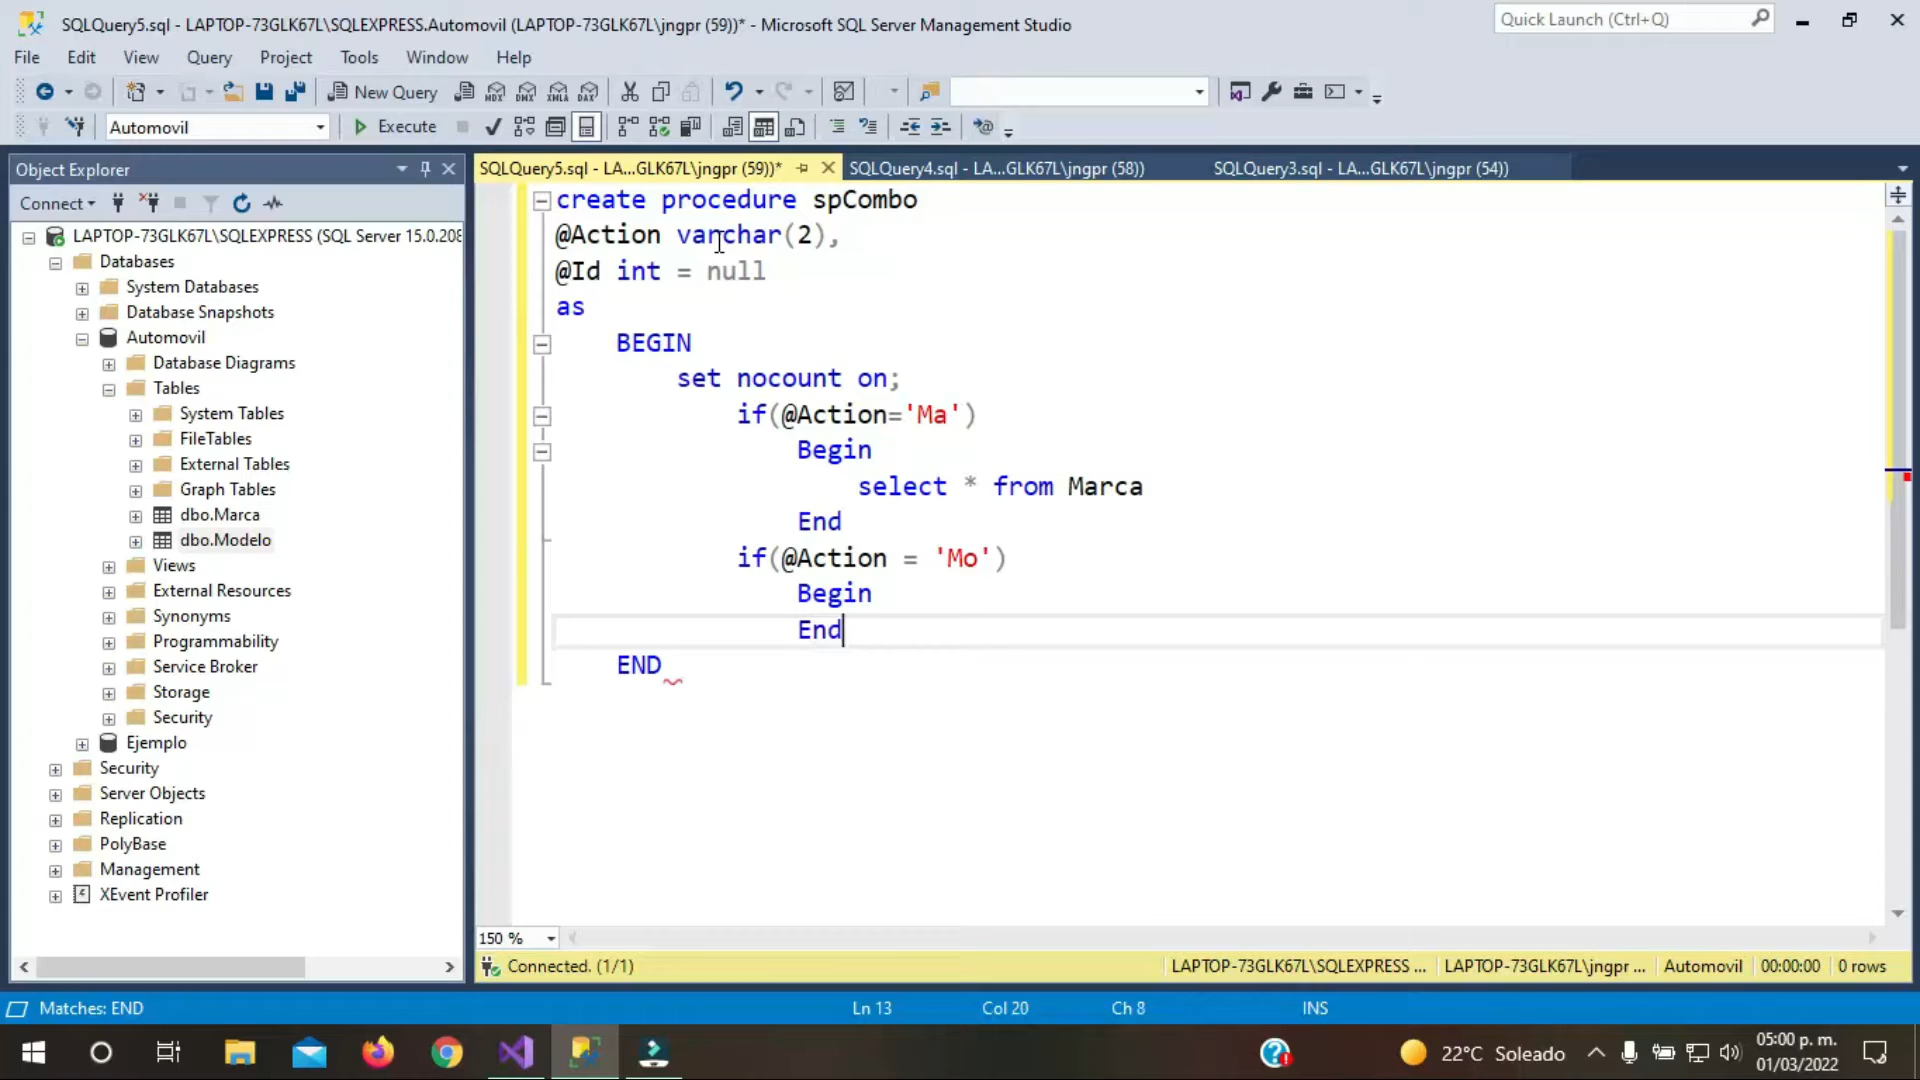 SQLQuery5.sql - LAPTOP-73GLK67L\SQLEXPRESS.Automovil (LAPTOP-73GLK67L\jngpr (59))* - Microsoft SQL Server Management Studio
Quick Launch (Ctrl+Q)
File Edit View Query Project Tools Window Help
New Query
MDX DMX XMLA DAX
Automovil
Execute
Object Explorer
SQLQuery5.sql - LA...GLK67L\jngpr (59))*
SQLQuery4.sql - LA...GLK67L\jngpr (58))
SQLQuery3.sql - LA...GLK67L\jngpr (54))
Connect
LAPTOP-73GLK67L\SQLEXPRESS (SQL Server 15.0.208
Databases
System Databases
Database Snapshots
Automovil
Database Diagrams
Tables
System Tables
FileTables
External Tables
Graph Tables
dbo.Marca
dbo.Modelo
Views
External Resources
Synonyms
Programmability
Service Broker
Storage
Security
Ejemplo
Security
Server Objects
Replication
PolyBase
Management
XEvent Profiler
create procedure spCombo
@Action varchar(2),
@Id int = null
as
BEGIN
set nocount on;
if(@Action='Ma')
Begin
select * from Marca
End
if(@Action = 'Mo')
Begin
End
END
150 %
Connected. (1/1)
LAPTOP-73GLK67L\SQLEXPRESS ...
LAPTOP-73GLK67L\jngpr ...
Automovil
00:00:00
0 rows
Matches: END
Ln 13
Col 20
Ch 8
INS
22°C Soleado
05:00 p. m.
01/03/2022